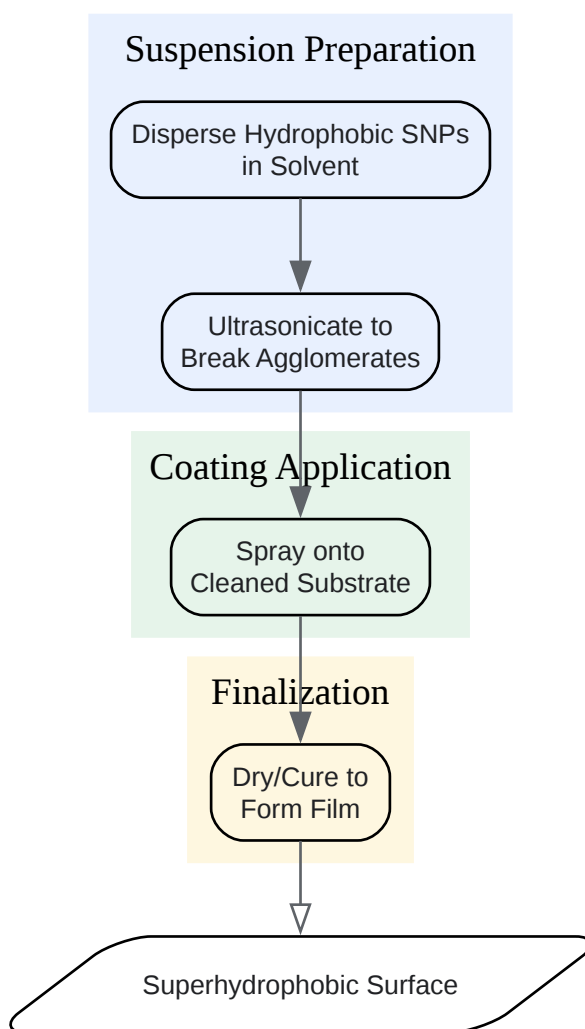 Suspension Preparation
Disperse Hydrophobic SNPs
in Solvent
Ultrasonicate to
Break Agglomerates
Coating Application
Spray onto
Cleaned Substrate
Finalization
Dry/Cure to
Form Film
Superhydrophobic Surface